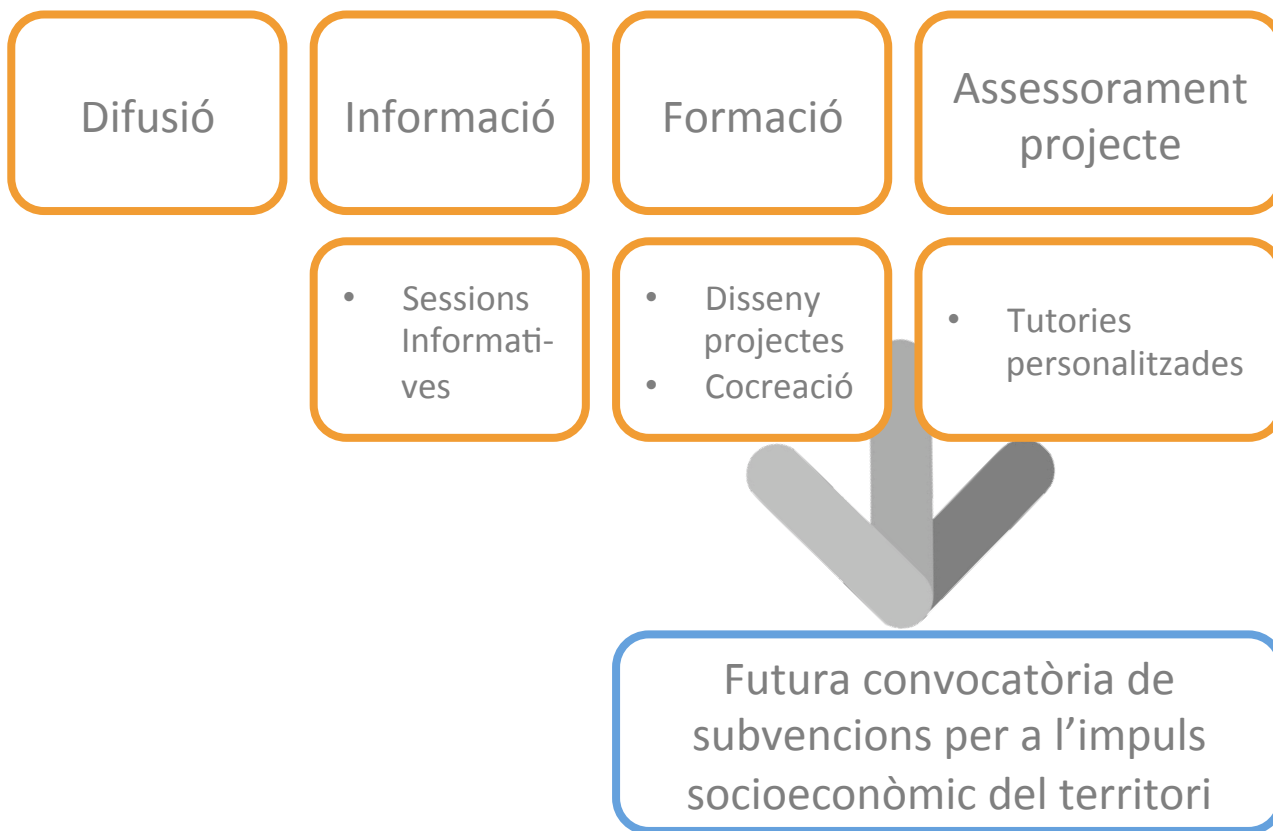 Difusió
Informació
Formació
Assessorament
projecte
• Sessions
Informati-
ves
• Disseny
projectes
• Cocreació
• Tutories
personalitzades
Futura convocatòria de
subvencions per a l’impuls
socioeconòmic del territori